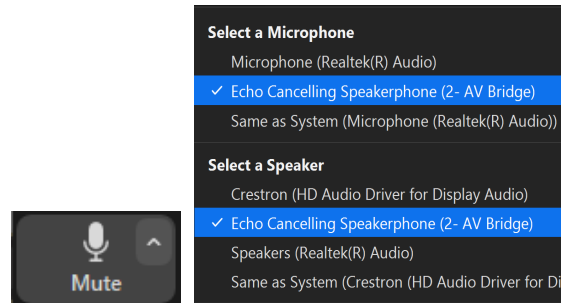 Select a Microphone
Microphone (Realtek(R) Audio)
✓ Echo Cancelling Speakerphone (2- AV Bridge)
Same as System (Microphone (Realtek(R) Audio))
Select a Speaker
Crestron (HD Audio Driver for Display Audio)
✓ Echo Cancelling Speakerphone (2- AV Bridge)
Speakers (Realtek(R) Audio)
Same as System (Crestron (HD Audio Driver for Di
Mute